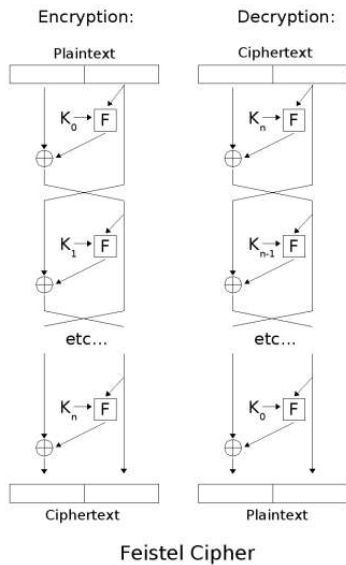 Encryption: Decryption:
Plaintext Ciphertext
K0 F Kn F
K1 F Kn-1 F
etc... etc...
Kn F K0 F
Ciphertext Plaintext
Feistel Cipher